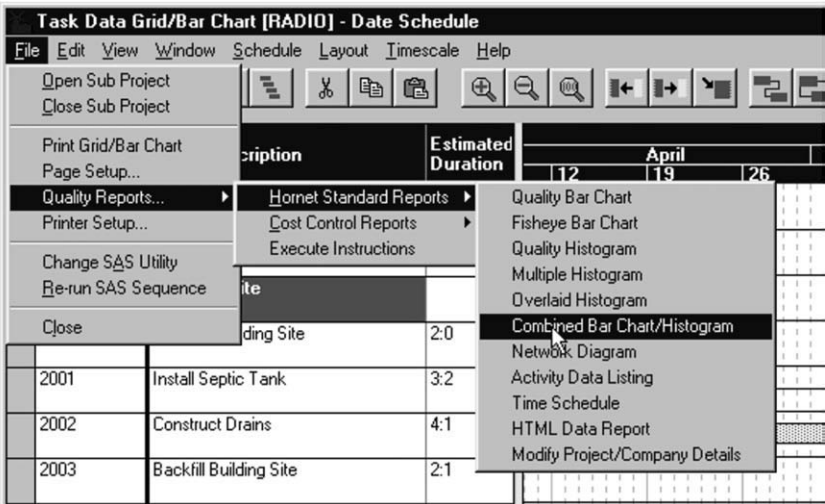 Task Data Grid/Bar Chart [RADIO] - Date Schedule
File Edit View Window Schedule Layout Timescale Help
Open Sub Project
Close Sub Project
Print Grid/Bar Chart
Page Setup...
Quality Reports...
Printer Setup...
Change SAS Utility
Re-run SAS Sequence
Close
Hornet Standard Reports
Cost Control Reports
Execute Instructions
Quality Bar Chart
Fisheye Bar Chart
Quality Histogram
Multiple Histogram
Overlaid Histogram
Combined Bar Chart/Histogram
Network Diagram
Activity Data Listing
Time Schedule
HTML Data Report
Modify Project/Company Details
cription
Estimated
Duration
April
12 19 26
ite
ding Site 2:0
2001 Install Septic Tank 3:2
2002 Construct Drains 4:1
2003 Backfill Building Site 2:1